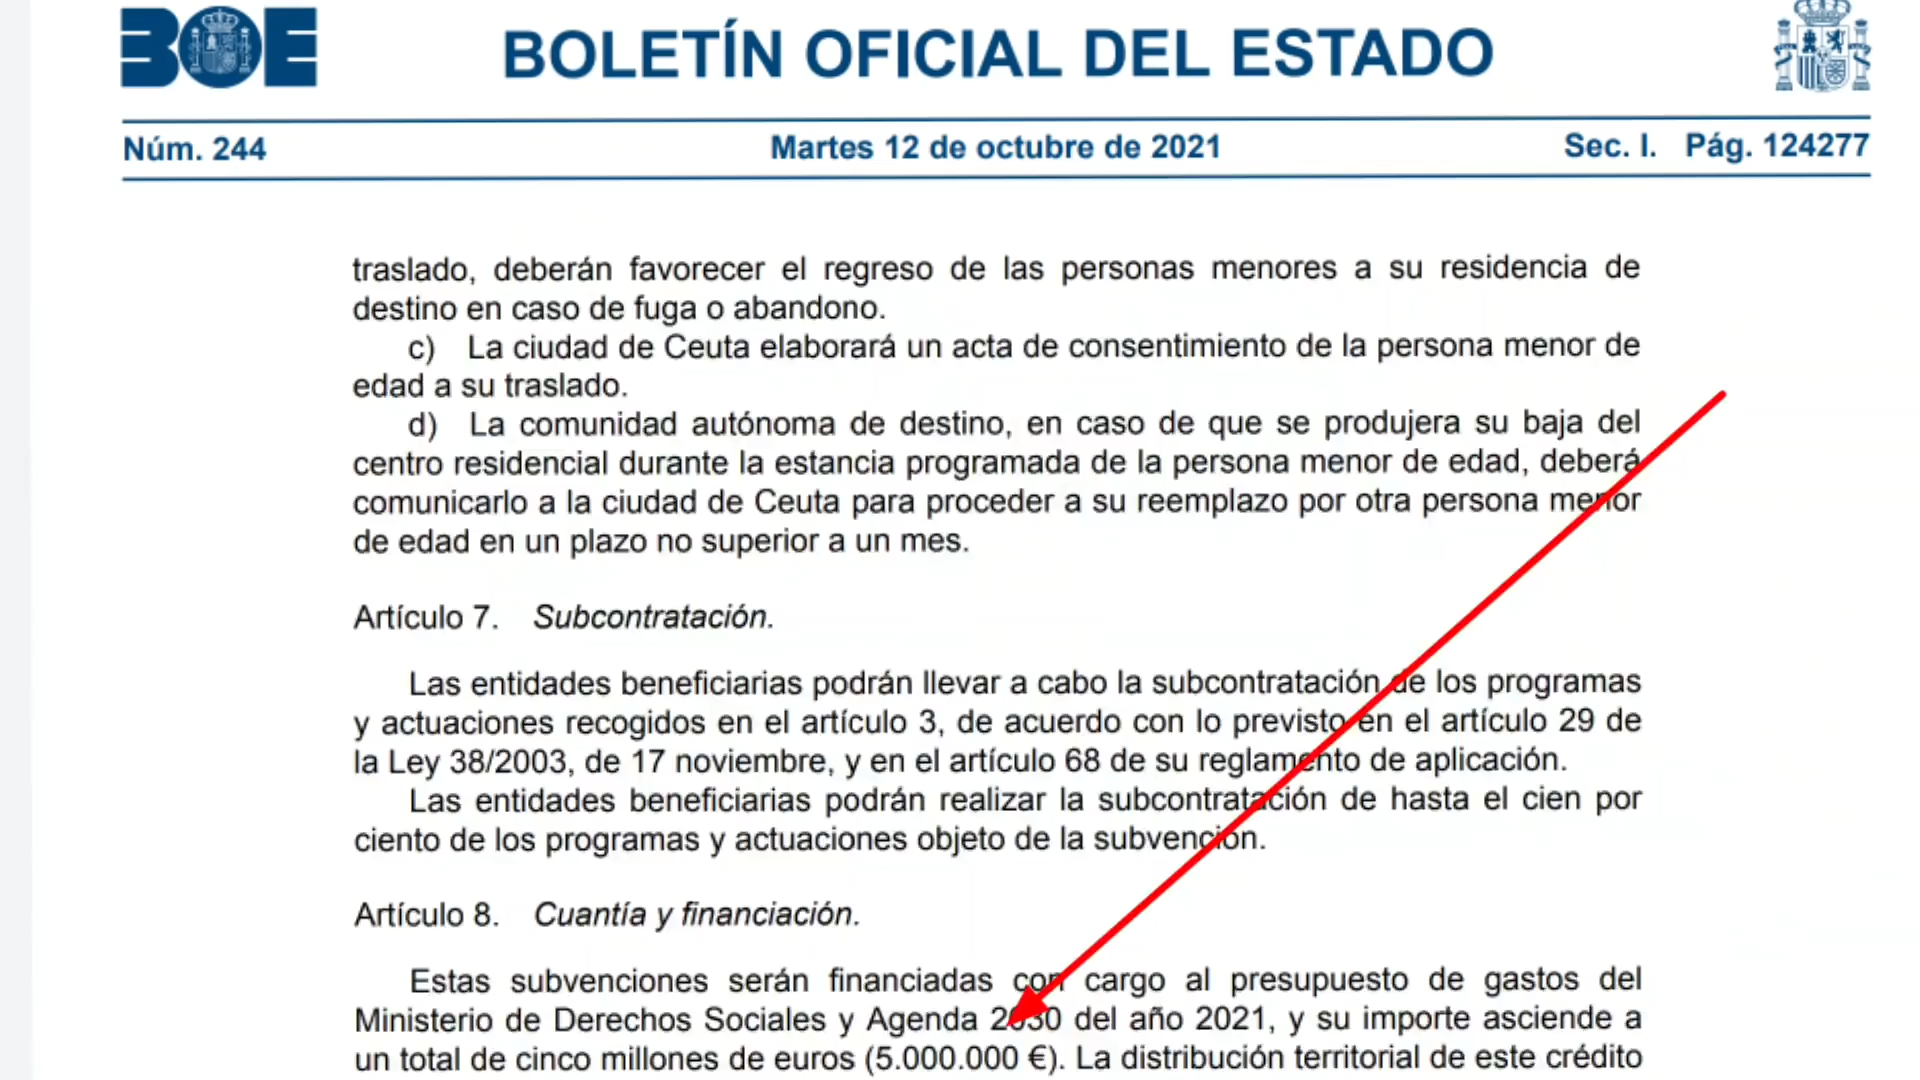 BOE
BOLETÍN OFICIAL DEL ESTADO
Núm. 244
Martes 12 de octubre de 2021
Sec. I. Pág. 124277
traslado, deberán favorecer el regreso de las personas menores a su residencia de
destino en caso de fuga o abandono.
c) La ciudad de Ceuta elaborará un acta de consentimiento de la persona menor de
edad a su traslado.
d) La comunidad autónoma de destino, en caso de que se produjera su baja del
centro residencial durante la estancia programada de la persona menor de edad, deberá
comunicarlo a la ciudad de Ceuta para proceder a su reemplazo por otra persona menor
de edad en un plazo no superior a un mes.
Artículo 7. Subcontratación.
Las entidades beneficiarias podrán llevar a cabo la subcontratación de los programas
y actuaciones recogidos en el artículo 3, de acuerdo con lo previsto en el artículo 29 de
la Ley 38/2003, de 17 noviembre, y en el artículo 68 de su reglamento de aplicación.
Las entidades beneficiarias podrán realizar la subcontratación de hasta el cien por
ciento de los programas y actuaciones objeto de la subvención.
Artículo 8. Cuantía y financiación.
Estas subvenciones serán financiadas con cargo al presupuesto de gastos del
Ministerio de Derechos Sociales y Agenda 2030 del año 2021, y su importe asciende a
un total de cinco millones de euros (5.000.000 €). La distribución territorial de este crédito